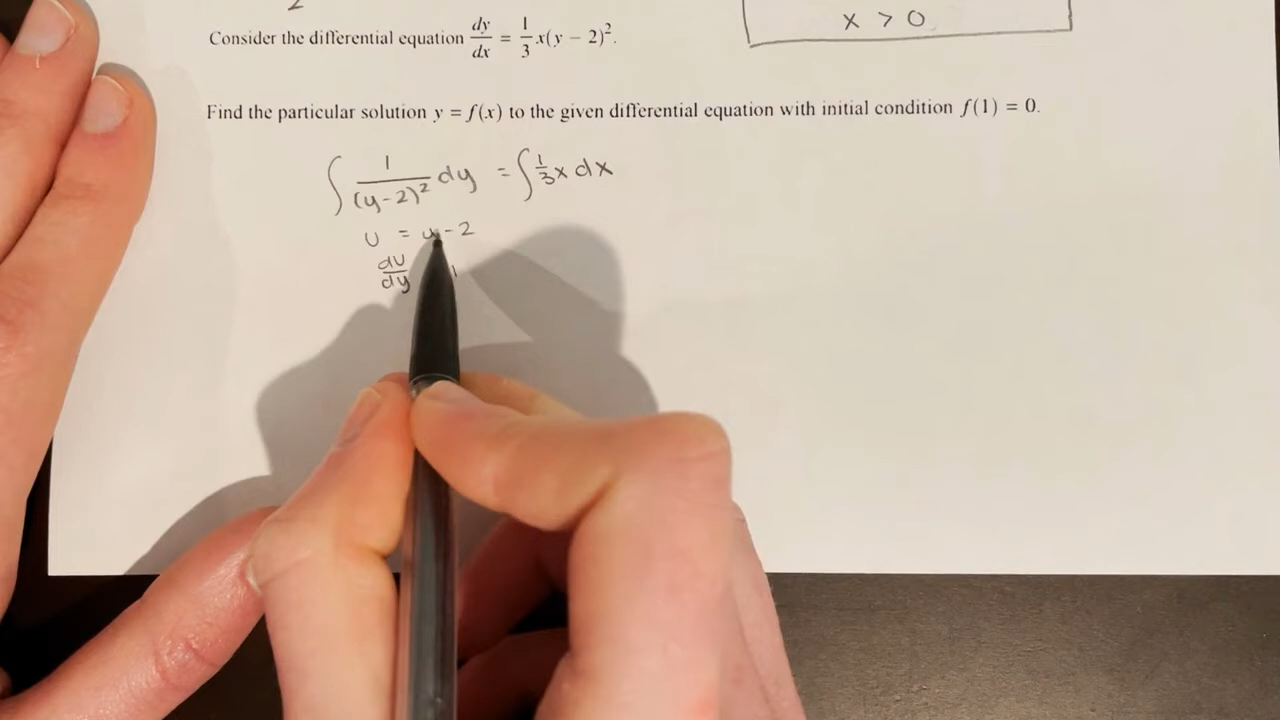 x > 0
Consider the differential equation dy/dx = 1/3 x(y − 2)².
Find the particular solution y = f(x) to the given differential equation with initial condition f(1) = 0.
∫ 1/(y-2)² dy = ∫ 1/3 x dx
u = y - 2
du/dy 1